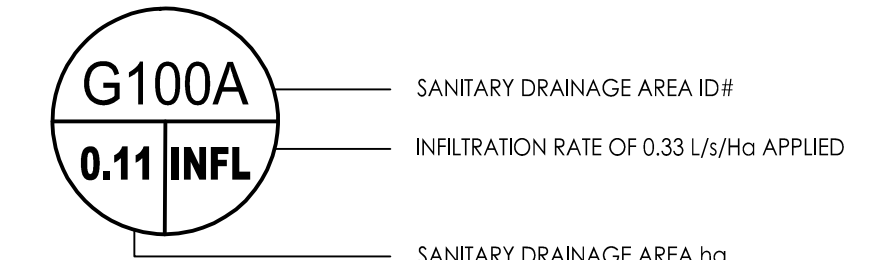 G100A
SANITARY DRAINAGE AREA ID#
0.11 INFL
INFILTRATION RATE OF 0.33 L/s/Ha APPLIED
SANITARY DRAINAGE AREA ha